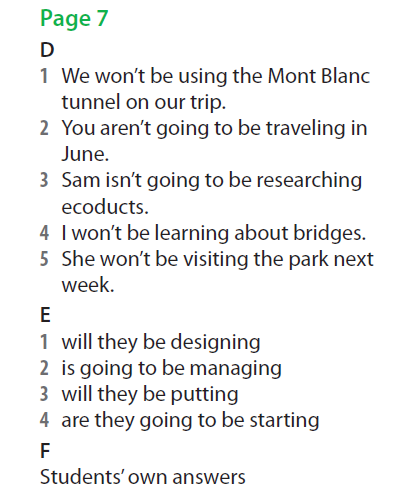 Page 7
D
1 We won’t be using the Mont Blanc
tunnel on our trip.
2 You aren’t going to be traveling in
June.
3 Sam isn’t going to be researching
ecoducts.
4 I won’t be learning about bridges.
5 She won’t be visiting the park next
week.
E
1 will they be designing
2 is going to be managing
3 will they be putting
4 are they going to be starting
F
Students’ own answers